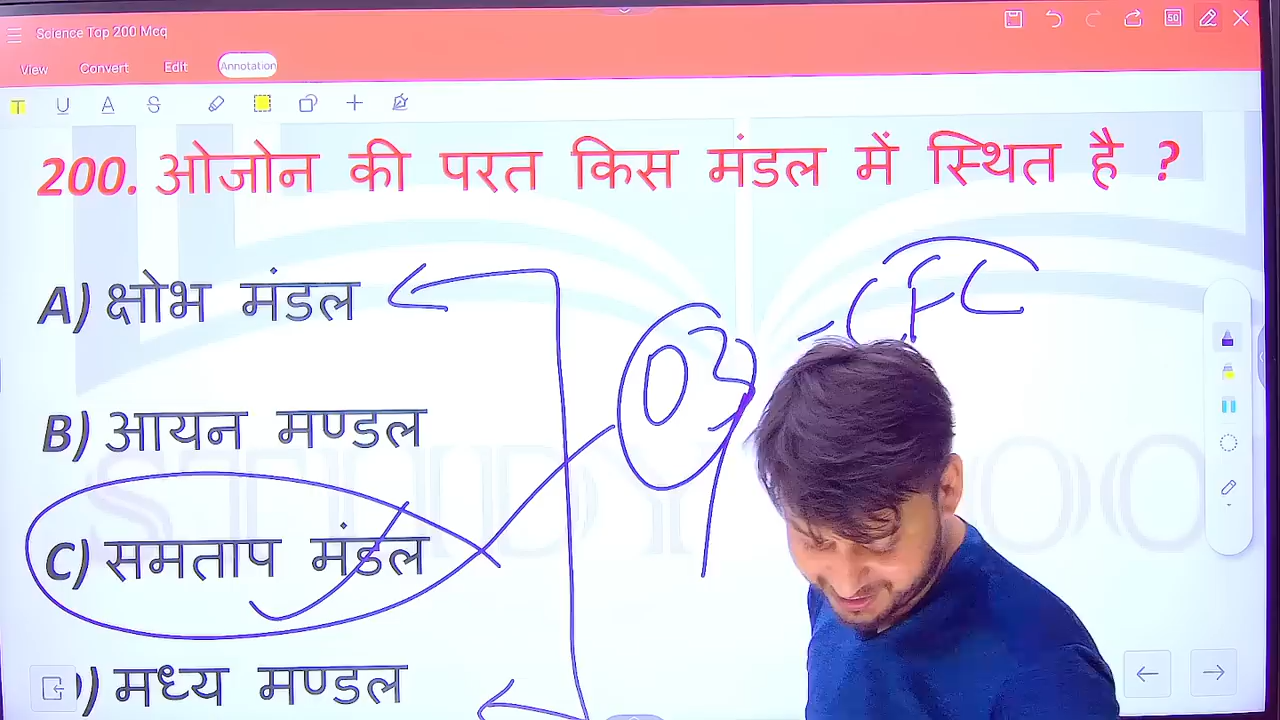 Science Top 200 Mcq
50
View Convert Edit Annotation
T U A S
200. ओजोन की परत किस मंडल में स्थित है ?
CFC
A) क्षोभ मंडल
O3
B) आयन मण्डल
C) समताप मंडल
) मध्य मण्डल